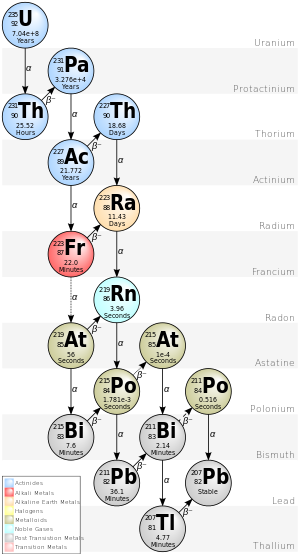 235
92
U
7.04e+8
Years
Uranium
231
91
Pa
3.276e+4
Years
Protactinium
α
β⁻
231
90
Th
25.52
Hours
α
227
90
Th
18.68
Days
Thorium
β⁻
227
89
Ac
21.772
Years
α
Actinium
223
88
Ra
11.43
Days
Radium
α
β⁻
223
87
Fr
22.0
Minutes
α
Francium
219
86
Rn
3.96
Seconds
Radon
α
β⁻
219
85
At
56
Seconds
α
215
85
At
1e-4
Seconds
Astatine
α
β⁻
β⁻
215
84
Po
1.781e-3
Seconds
α
211
84
Po
0.516
Seconds
Polonium
β⁻
215
83
Bi
7.6
Minutes
α
211
83
Bi
2.14
Minutes
α
Bismuth
β⁻
β⁻
211
82
Pb
36.1
Minutes
207
82
Pb
Stable
Lead
207
81
Tl
4.77
Minutes
Thallium
Actinides
Alkali Metals
Alkaline Earth Metals
Halogens
Metalloids
Noble Gases
Post Transition Metals
Transition Metals